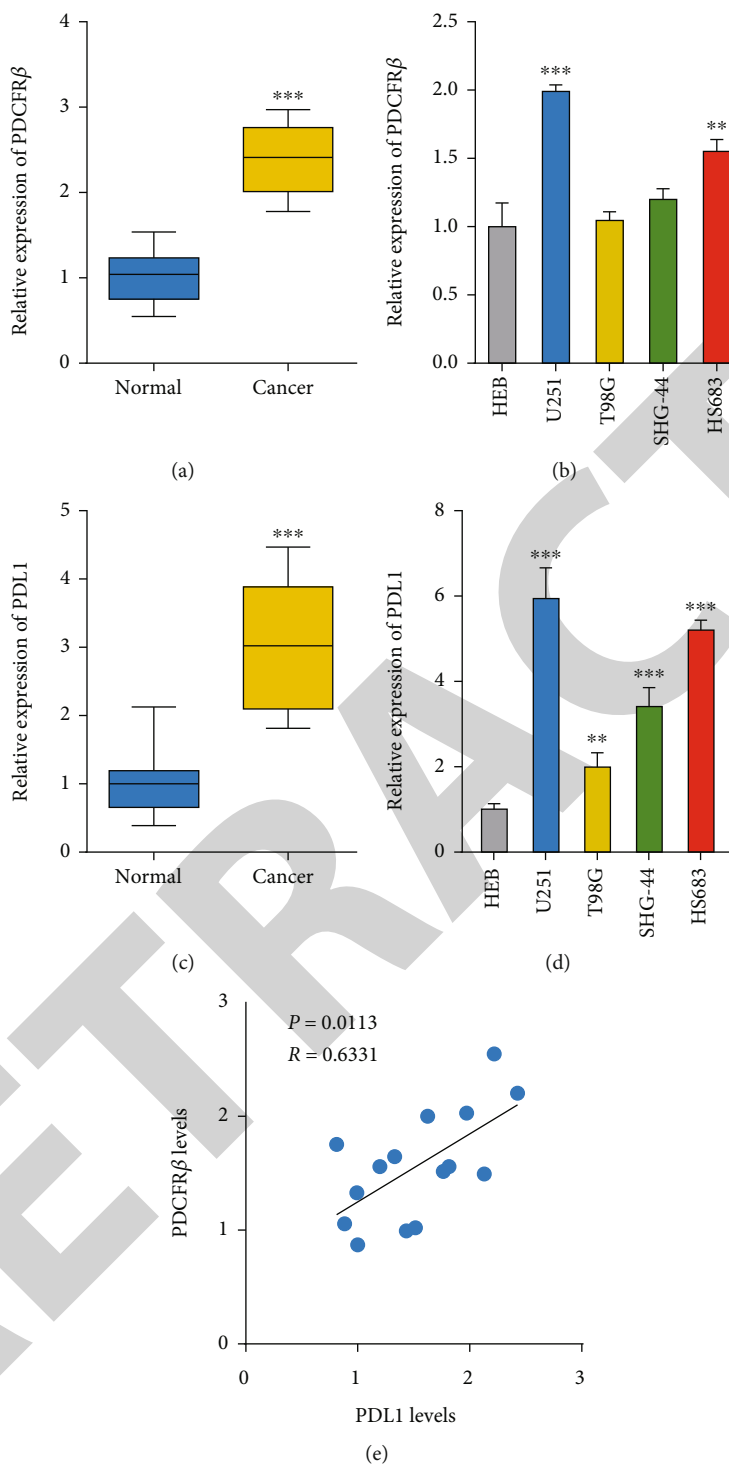 Relative expression of PDCFRβ
4
3
2
1
0
***
Normal
Cancer
(a)
Relative expression of PDCFRβ
2.5
2.0
1.5
1.0
0.5
0.0
***
**
HEB
U251
T98G
SHG-44
HS683
(b)
Relative expression of PDL1
5
4
3
2
1
0
***
Normal
Cancer
(c)
Relative expression of PDL1
8
6
4
2
0
***
**
***
***
HEB
U251
T98G
SHG-44
HS683
(d)
PDCFRβ levels
3
2
1
0
P = 0.0113
R = 0.6331
0
1
2
3
PDL1 levels
(e)
RETRACT